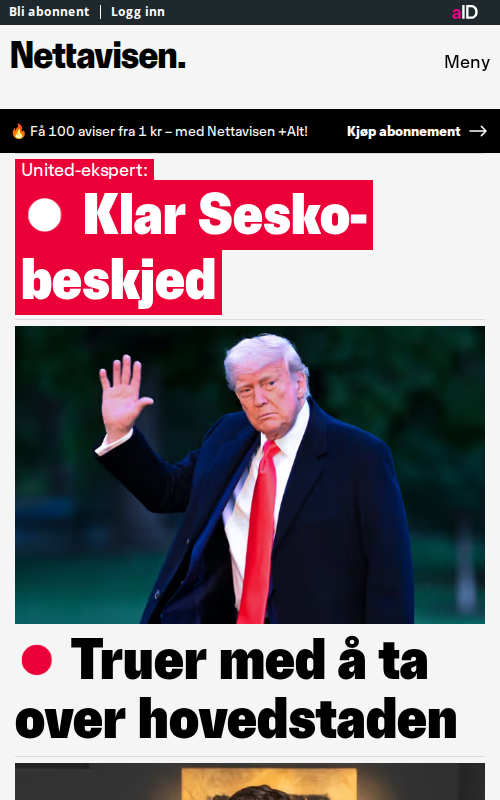 Bli abonnent | Logg inn
aID
Nettavisen.
Meny
🔥 Få 100 aviser fra 1 kr – med Nettavisen +Alt!
Kjøp abonnement →
United-ekspert:
Klar Sesko-
beskjed
Truer med å ta
over hovedstaden